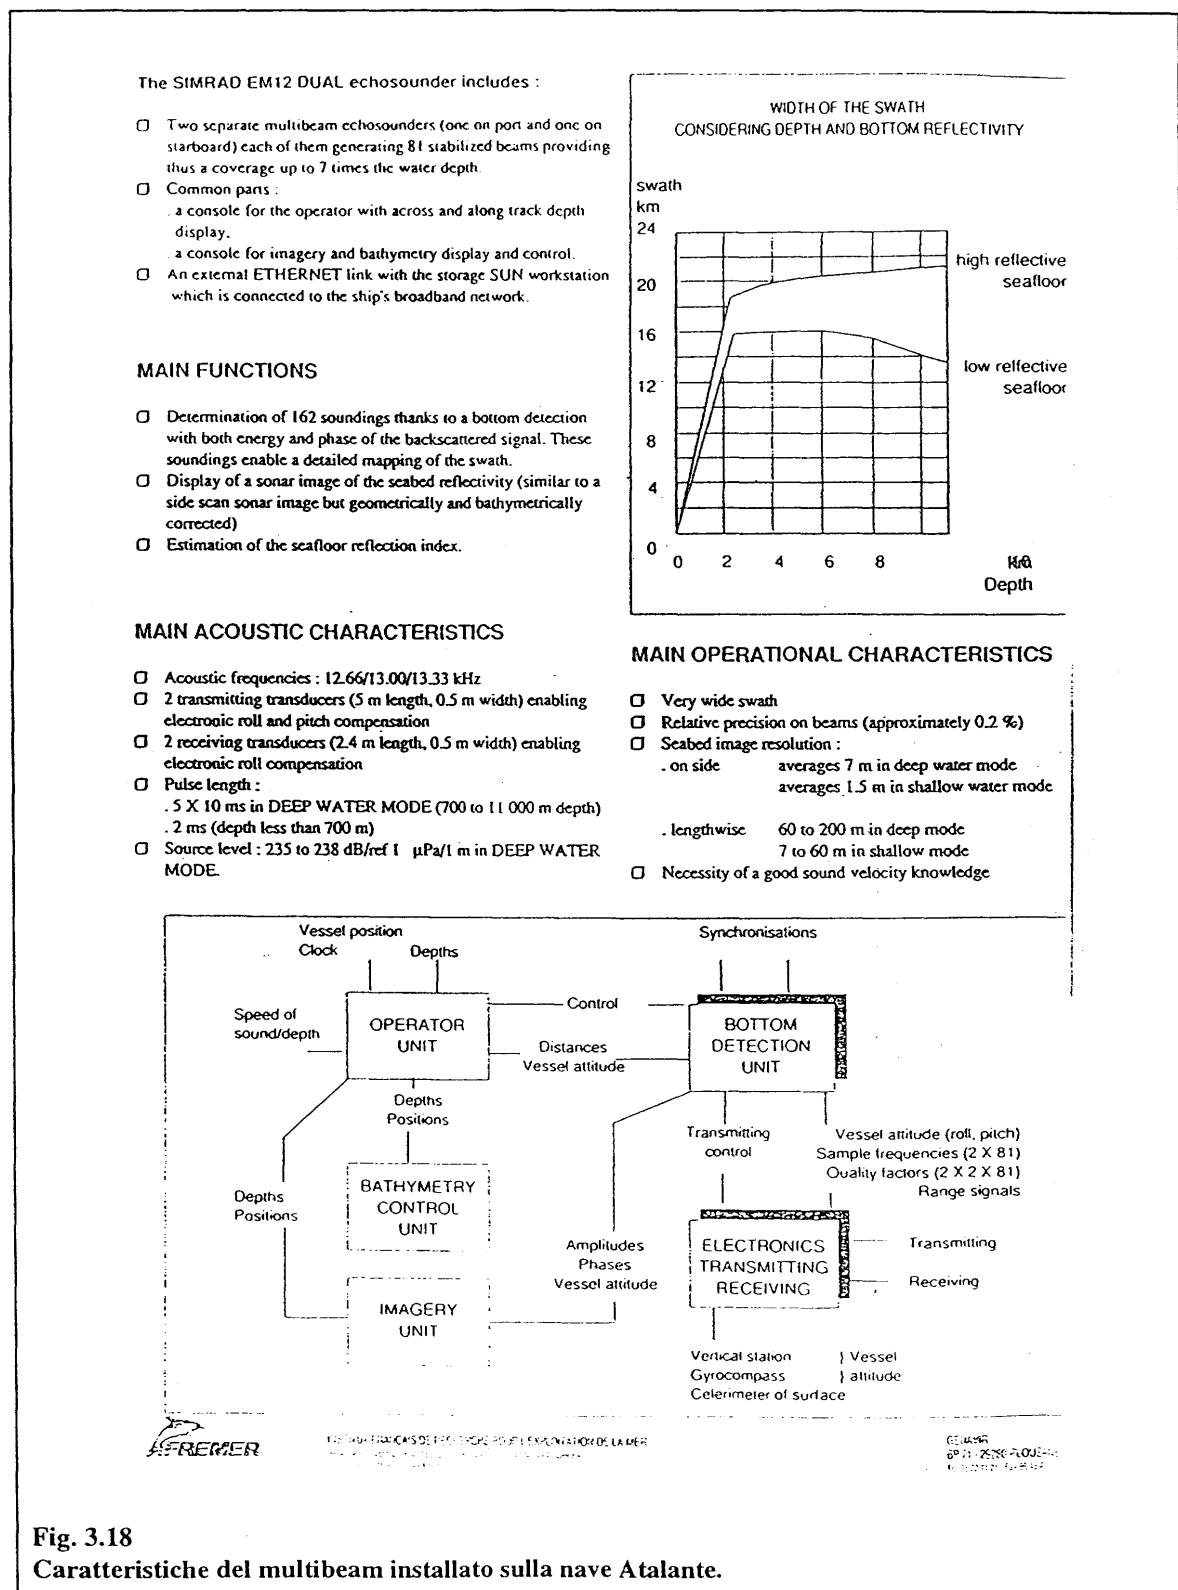 The SIMRAD EM12 DUAL echosounder includes :
❒ Two separate multibeam echosounders (one on port and one on
starboard) each of them generating 81 stabilized beams providing
thus a coverage up to 7 times the water depth.
❒ Common parts :
. a console for the operator with across and along track depth
display,
. a console for imagery and bathymetry display and control.
❒ An external ETHERNET link with the storage SUN workstation
which is connected to the ship's broadband network.
MAIN FUNCTIONS
❒ Determination of 162 soundings thanks to a bottom detection
with both energy and phase of the backscattered signal. These
soundings enable a detailed mapping of the swath.
❒ Display of a sonar image of the seabed reflectivity (similar to a
side scan sonar image but geometrically and bathymetrically
corrected)
❒ Estimation of the seafloor reflection index.
WIDTH OF THE SWATH
CONSIDERING DEPTH AND BOTTOM REFLECTIVITY
swath
km
24
20
16
12
8
4
0
0 2 4 6 8
Depth
high reflective
seafloor
low relfective
seafloor
MAIN ACOUSTIC CHARACTERISTICS
❒ Acoustic frequencies : 12.66/13.00/13.33 kHz
❒ 2 transmitting transducers (5 m length, 0.5 m width) enabling
electronic roll and pitch compensation
❒ 2 receiving transducers (2.4 m length, 0.5 m width) enabling
electronic roll compensation
❒ Pulse length :
. 5 X 10 ms in DEEP WATER MODE (700 to 11 000 m depth)
. 2 ms (depth less than 700 m)
❒ Source level : 235 to 238 dB/ref 1 µPa/1 m in DEEP WATER
MODE.
MAIN OPERATIONAL CHARACTERISTICS
❒ Very wide swath
❒ Relative precision on beams (approximately 0.2 %)
❒ Seabed image resolution :
. on side averages 7 m in deep water mode
averages 1.5 m in shallow water mode
. lengthwise 60 to 200 m in deep mode
7 to 60 m in shallow mode
❒ Necessity of a good sound velocity knowledge
Vessel position
Clock
Depths
Synchronisations
Speed of
sound/depth
OPERATOR
UNIT
Control
Distances
Vessel attitude
BOTTOM
DETECTION
UNIT
Depths
Positions
Transmitting
control
Vessel attitude (roll, pitch)
Sample frequencies (2 X 81)
Quality factors (2 X 2 X 81)
Range signals
Depths
Positions
BATHYMETRY
CONTROL
UNIT
Amplitudes
Phases
Vessel attitude
ELECTRONICS
TRANSMITTING
RECEIVING
Transmitting
Receiving
IMAGERY
UNIT
Vertical station } Vessel
Gyrocompass } attitude
Celerimeter of surface
IFREMER
FRANÇAIS DE RECHERCHE POUR L'EXPLOITATION DE LA MER
Fig. 3.18
Caratteristiche del multibeam installato sulla nave Atalante.